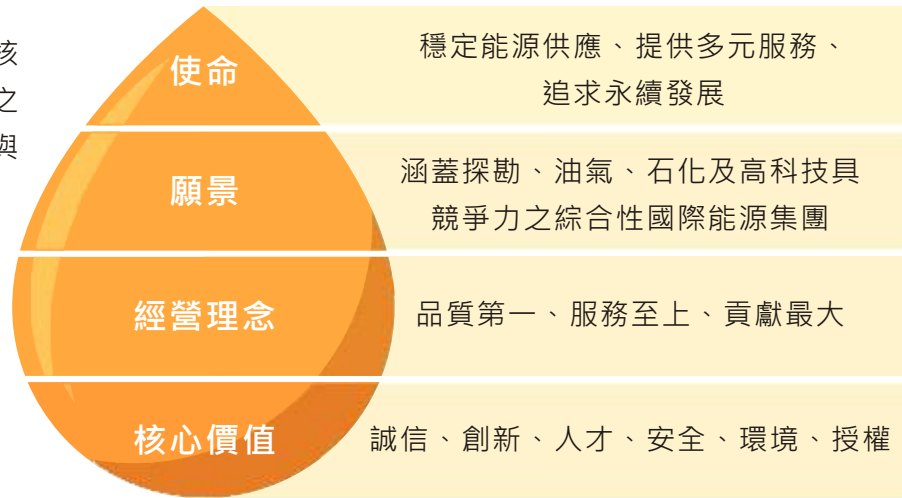 核
之
與
使命
穩定能源供應、提供多元服務、
追求永續發展
願景
涵蓋探勘、油氣、石化及高科技具
競爭力之綜合性國際能源集團
經營理念
品質第一、服務至上、貢獻最大
核心價值
誠信、創新、人才、安全、環境、授權